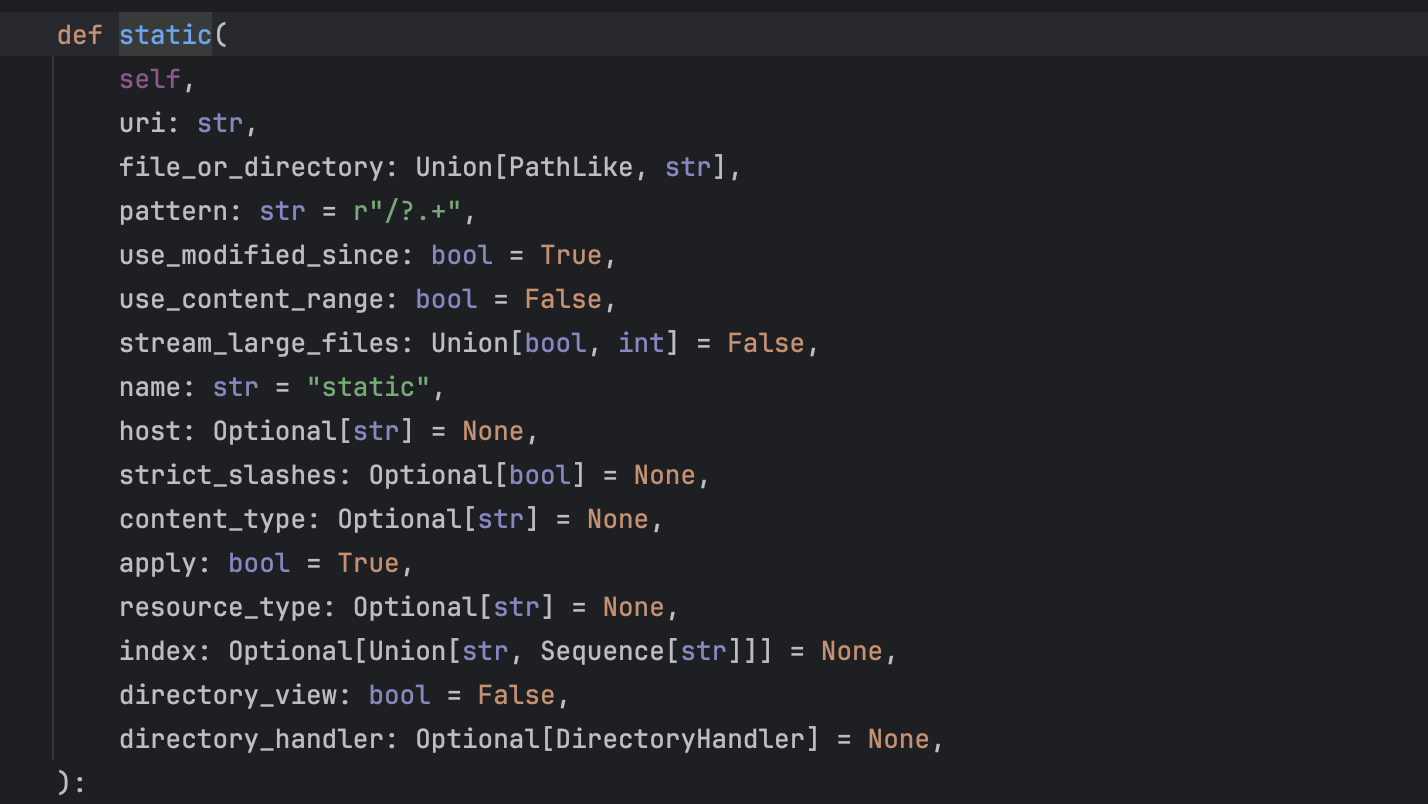 def static(
    self,
    uri: str,
    file_or_directory: Union[PathLike, str],
    pattern: str = r"/?.+",
    use_modified_since: bool = True,
    use_content_range: bool = False,
    stream_large_files: Union[bool, int] = False,
    name: str = "static",
    host: Optional[str] = None,
    strict_slashes: Optional[bool] = None,
    content_type: Optional[str] = None,
    apply: bool = True,
    resource_type: Optional[str] = None,
    index: Optional[Union[str, Sequence[str]]] = None,
    directory_view: bool = False,
    directory_handler: Optional[DirectoryHandler] = None,
):